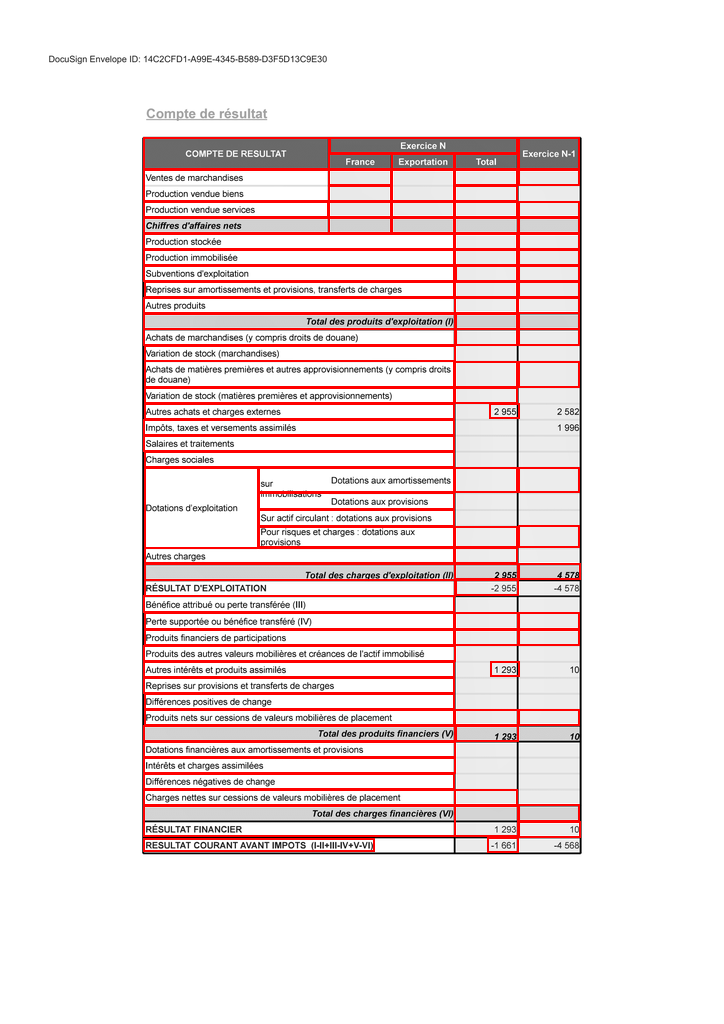 DocuSign Envelope ID: 14C2CFD1-A99E-4345-B589-D3F5D13C9E30
Compte de résultat
COMPTE DE RESULTAT Exercice N Exercice N-1
France Exportation Total
Ventes de marchandises
Production vendue biens
Production vendue services
Chiffres d'affaires nets
Production stockée
Production immobilisée
Subventions d'exploitation
Reprises sur amortissements et provisions, transferts de charges
Autres produits
Total des produits d'exploitation (I)
Achats de marchandises (y compris droits de douane)
Variation de stock (marchandises)
Achats de matières premières et autres approvisionnements (y compris droits
de douane)
Variation de stock (matières premières et approvisionnements)
Autres achats et charges externes 2 955 2 582
Impôts, taxes et versements assimilés 1 996
Salaires et traitements
Charges sociales
Dotations d'exploitation
sur
immobilisations
Dotations aux amortissements
Dotations aux provisions
Sur actif circulant : dotations aux provisions
Pour risques et charges : dotations aux
provisions
Autres charges
Total des charges d'exploitation (II) 2 955 4 578
RÉSULTAT D'EXPLOITATION -2 955 -4 578
Bénéfice attribué ou perte transférée (III)
Perte supportée ou bénéfice transféré (IV)
Produits financiers de participations
Produits des autres valeurs mobilières et créances de l'actif immobilisé
Autres intérêts et produits assimilés 1 293 10
Reprises sur provisions et transferts de charges
Différences positives de change
Produits nets sur cessions de valeurs mobilières de placement
Total des produits financiers (V) 1 293 10
Dotations financières aux amortissements et provisions
Intérêts et charges assimilées
Différences négatives de change
Charges nettes sur cessions de valeurs mobilières de placement
Total des charges financières (VI)
RÉSULTAT FINANCIER 1 293 10
RESULTAT COURANT AVANT IMPOTS (I-II+III-IV+V-VI) -1 661 -4 568